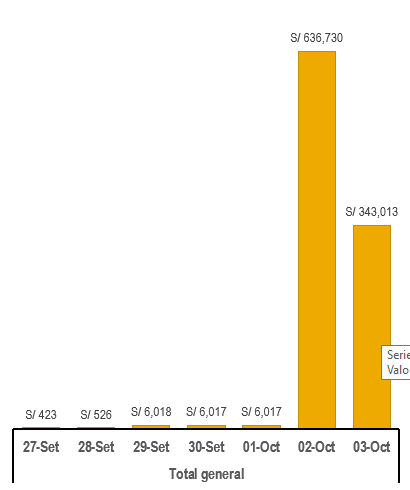 S/ 636,730
S/ 343,013
S/ 423
S/ 526
S/ 6,018
S/ 6,017
S/ 6,017
Serie
Valo
27-Set 28-Set 29-Set 30-Set 01-Oct 02-Oct 03-Oct
Total general